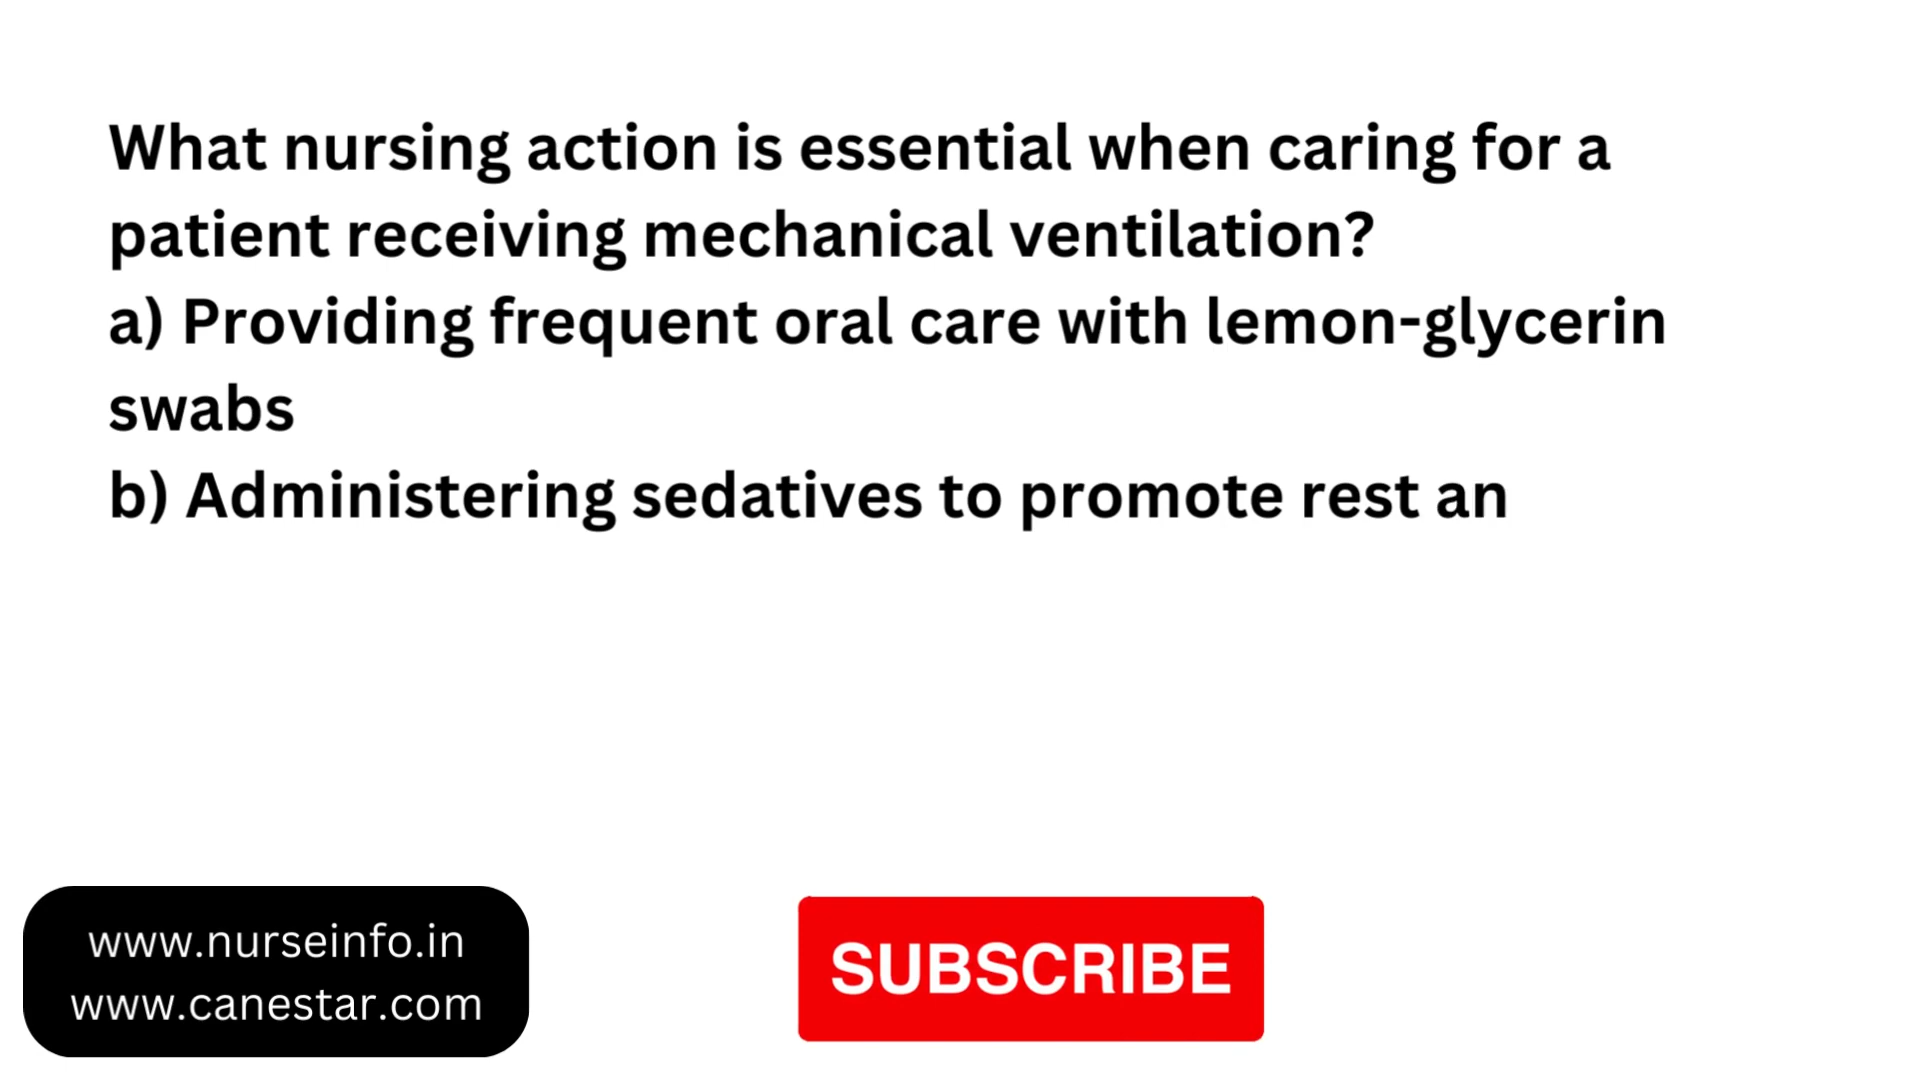 What nursing action is essential when caring for a
patient receiving mechanical ventilation?
a) Providing frequent oral care with lemon-glycerin
swabs
b) Administering sedatives to promote rest an
www.nurseinfo.in
www.canestar.com
SUBSCRIBE